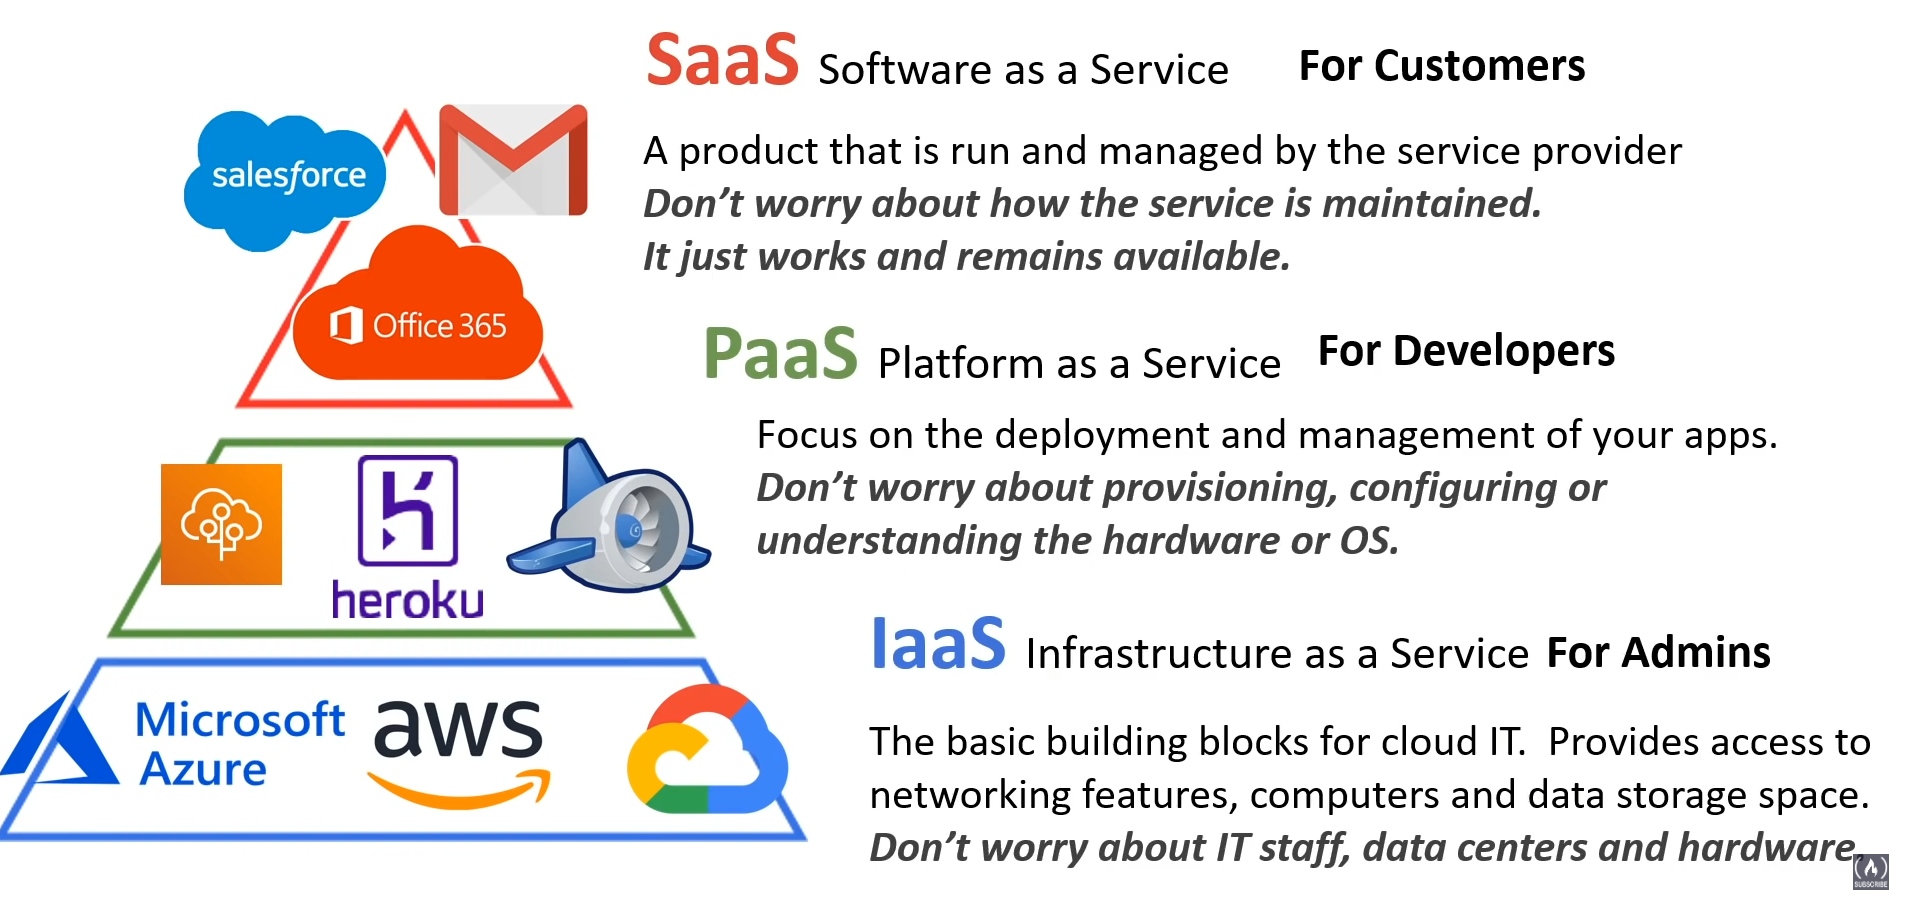 SaaS Software as a Service For Customers
A product that is run and managed by the service provider
Don’t worry about how the service is maintained.
It just works and remains available.
salesforce
Office 365
PaaS Platform as a Service For Developers
Focus on the deployment and management of your apps.
Don’t worry about provisioning, configuring or
understanding the hardware or OS.
heroku
IaaS Infrastructure as a Service For Admins
The basic building blocks for cloud IT.  Provides access to
networking features, computers and data storage space.
Don’t worry about IT staff, data centers and hardware.
Microsoft
Azure
aws
SUBSCRIBE